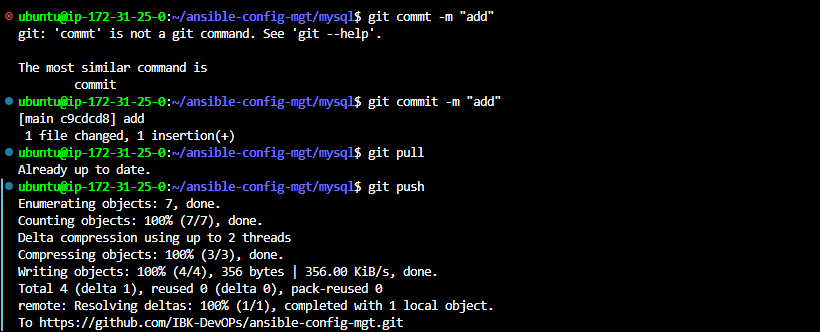 ubuntu@ip-172-31-25-0:~/ansible-config-mgt/mysql$ git commt -m "add"
git: 'commt' is not a git command. See 'git --help'.
The most similar command is
commit
ubuntu@ip-172-31-25-0:~/ansible-config-mgt/mysql$ git commit -m "add"
[main c9cdcd8] add
1 file changed, 1 insertion(+)
ubuntu@ip-172-31-25-0:~/ansible-config-mgt/mysql$ git pull
Already up to date.
ubuntu@ip-172-31-25-0:~/ansible-config-mgt/mysql$ git push
Enumerating objects: 7, done.
Counting objects: 100% (7/7), done.
Delta compression using up to 2 threads
Compressing objects: 100% (3/3), done.
Writing objects: 100% (4/4), 356 bytes | 356.00 KiB/s, done.
Total 4 (delta 1), reused 0 (delta 0), pack-reused 0
remote: Resolving deltas: 100% (1/1), completed with 1 local object.
To https://github.com/IBK-DevOPs/ansible-config-mgt.git